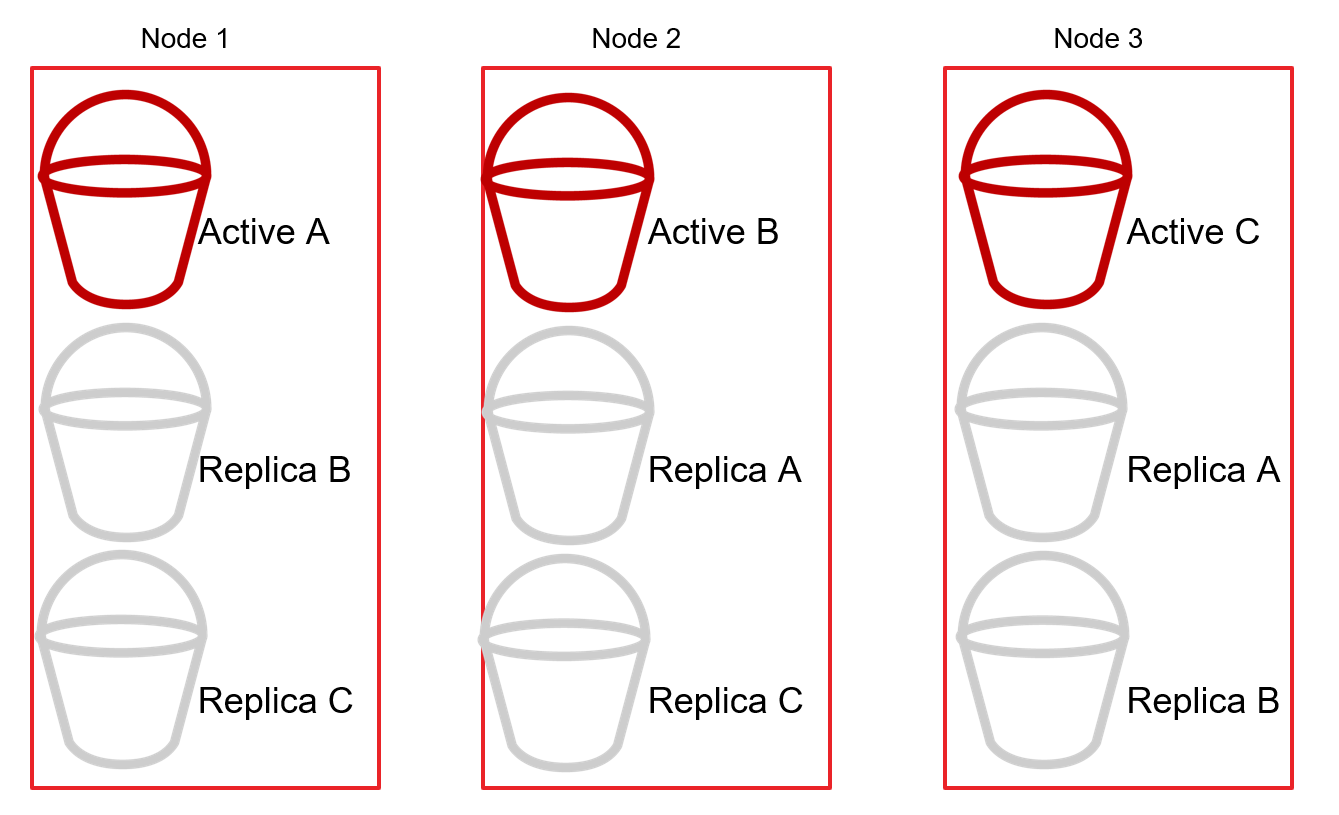 Node 1
Active A
Replica B
Replica C
Node 2
Active B
Replica A
Replica C
Node 3
Active C
Replica A
Replica B